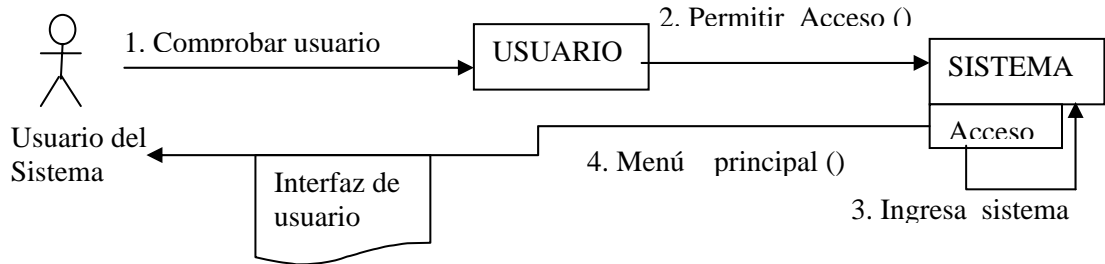 2. Permitir Acceso ()
1. Comprobar usuario
USUARIO
SISTEMA
Acceso
Usuario del
Sistema
4. Menú principal ()
Interfaz de
usuario
3. Ingresa sistema